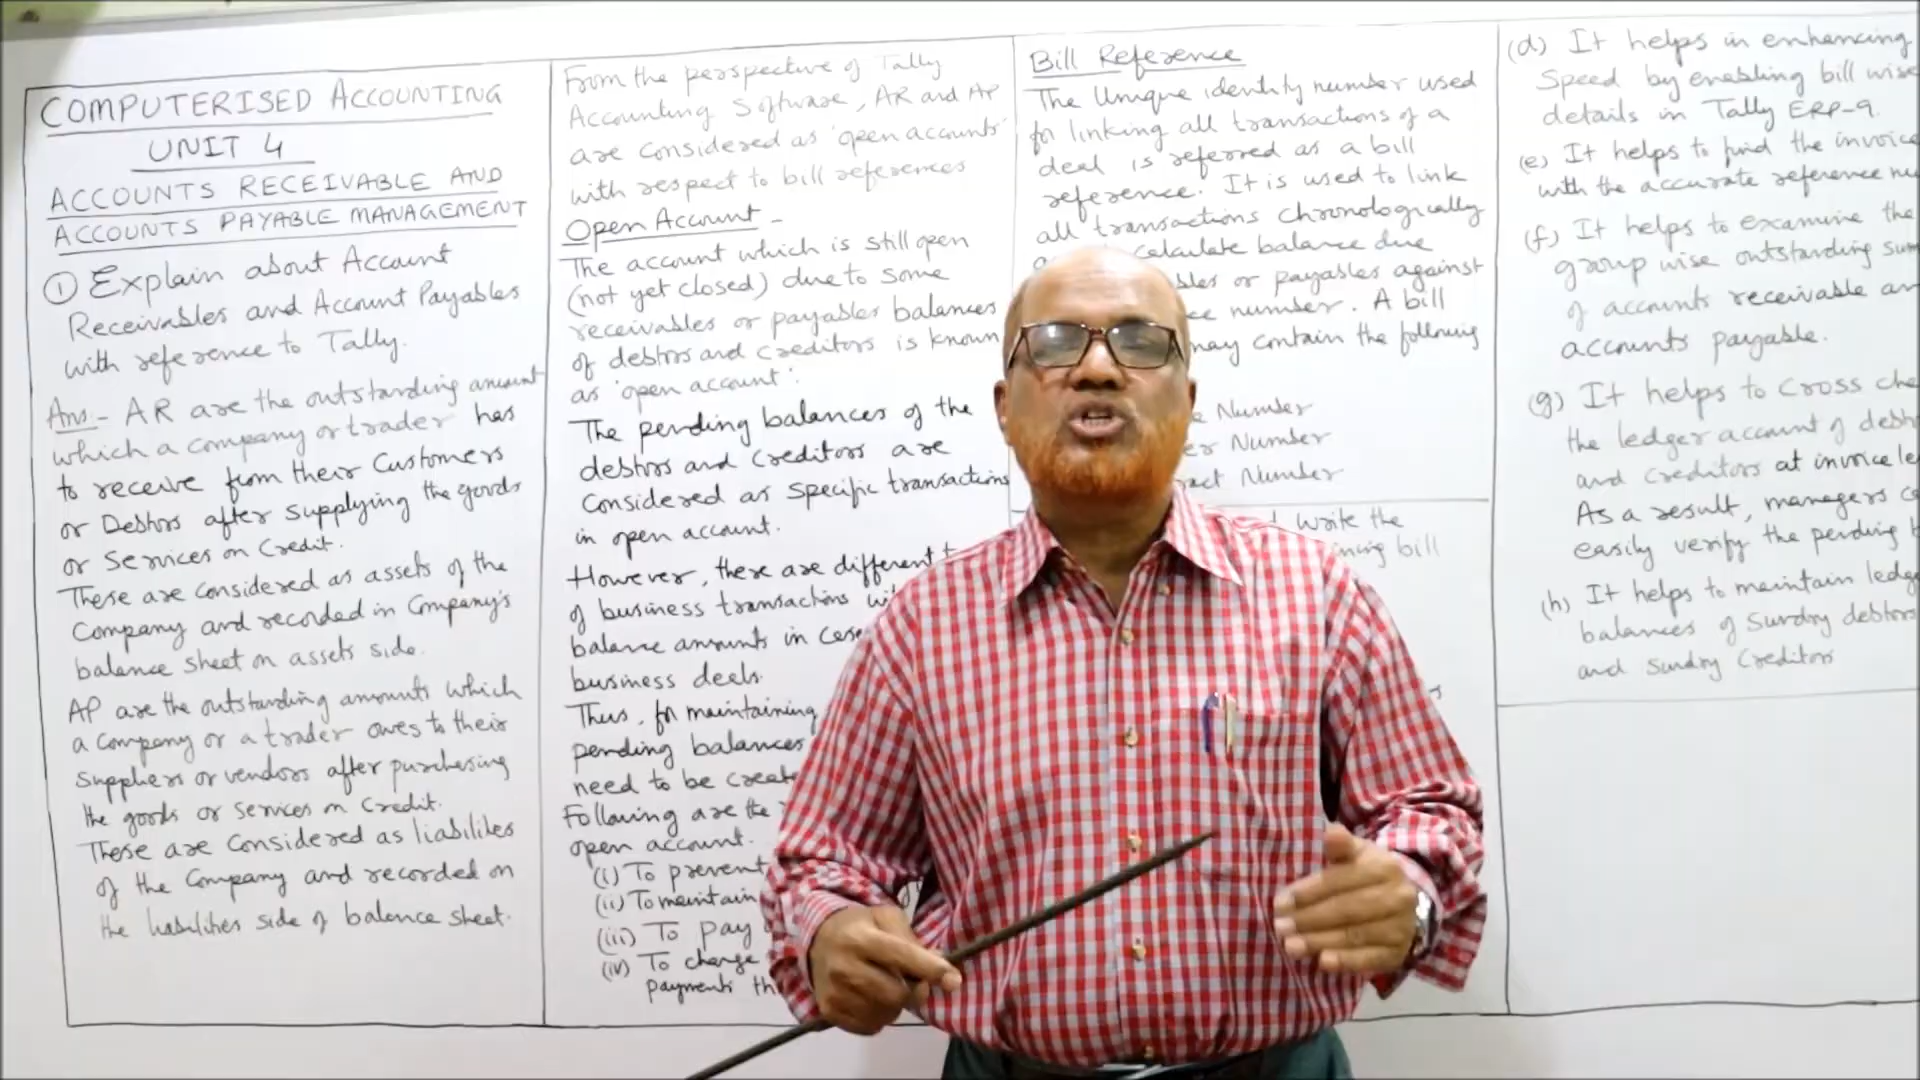 COMPUTERISED ACCOUNTING
UNIT 4
ACCOUNTS RECEIVABLE AND
ACCOUNTS PAYABLE MANAGEMENT
① Explain about Account
Receivables and Account Payables
with reference to Tally.
Ans:- AR are the outstanding amount
which a company or trader has
to receive from their Customers
or Debtors after supplying the goods
or Services on Credit.
These are considered as assets of the
Company and recorded in Company's
balance sheet on assets side.
AP are the outstanding amounts which
a Company or a trader owes to their
Suppliers or vendors after purchasing
the goods or services on Credit.
These are Considered as liabilities
of the Company and recorded on
the liabilities side of balance sheet.
From the perspective of Tally
Accounting Software, AR and AP
are considered as 'open accounts'
with respect to bill references
Open Account -
The account which is still open
(not yet closed) due to some
receivables or payables balances
of debtors and creditors is known
as 'open account'.
The pending balances of the
debtors and creditors are
Considered as specific transactions
in open account.
However, there are different
of business transactions
balance amounts in
business deals.
Thus, for maintaining
pending balances
need to be
Following are the
open account.
(i) To prevent
(ii) To maintain
(iii) To pay
(iv) To change
payments
Bill Reference
The Unique identity number used
for linking all transactions of a
deal is referred as a bill
reference. It is used to link
all transactions chronologically
calculate balance due
or payables against
number. A bill
may contain the following
Number
Number
Number
write the
bill
(d) It helps in enhancing
Speed by enabling bill wise
details in Tally ERP-9.
(e) It helps to find the invoice
with the accurate reference
(f) It helps to examine the
group wise outstanding
of accounts receivable
accounts payable.
(g) It helps to cross
the ledger account of
and creditors at invoice
As a result, managers
easily verify the pending
(h) It helps to maintain
balances of Sundry debtors
and Sundry Creditors